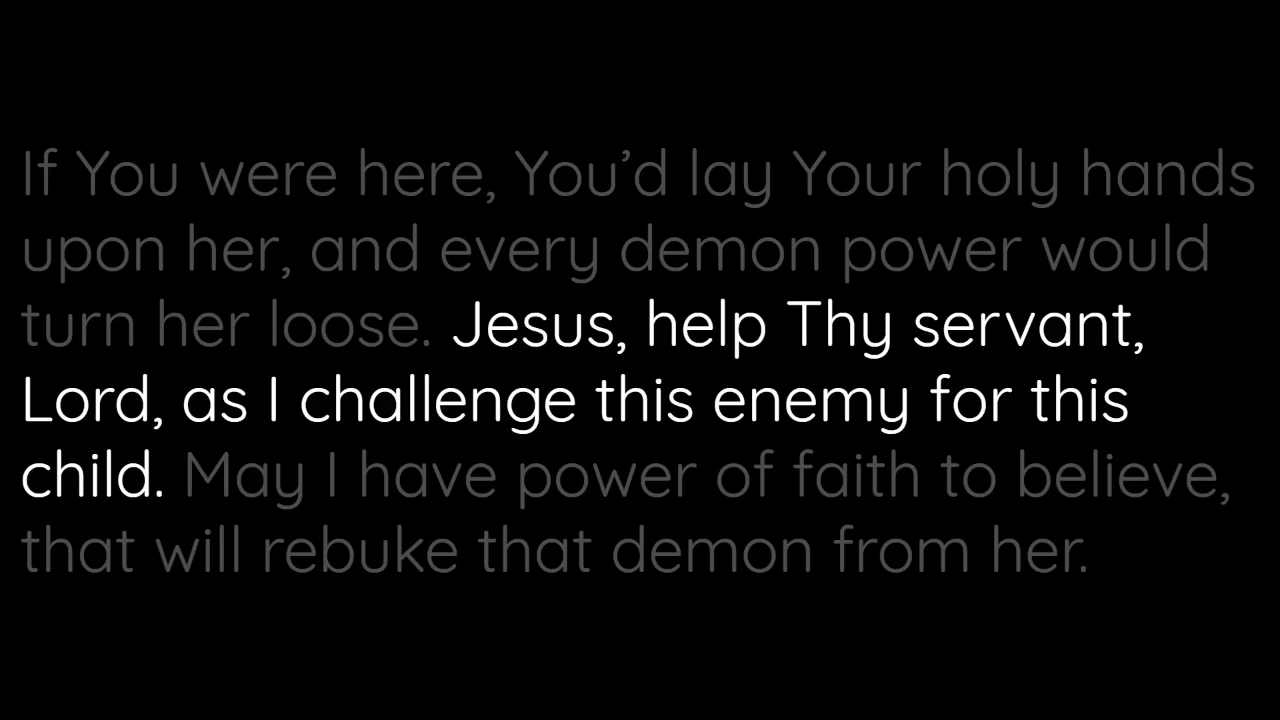 If You were here, You’d lay Your holy hands
upon her, and every demon power would
turn her loose. Jesus, help Thy servant,
Lord, as I challenge this enemy for this
child. May I have power of faith to believe,
that will rebuke that demon from her.